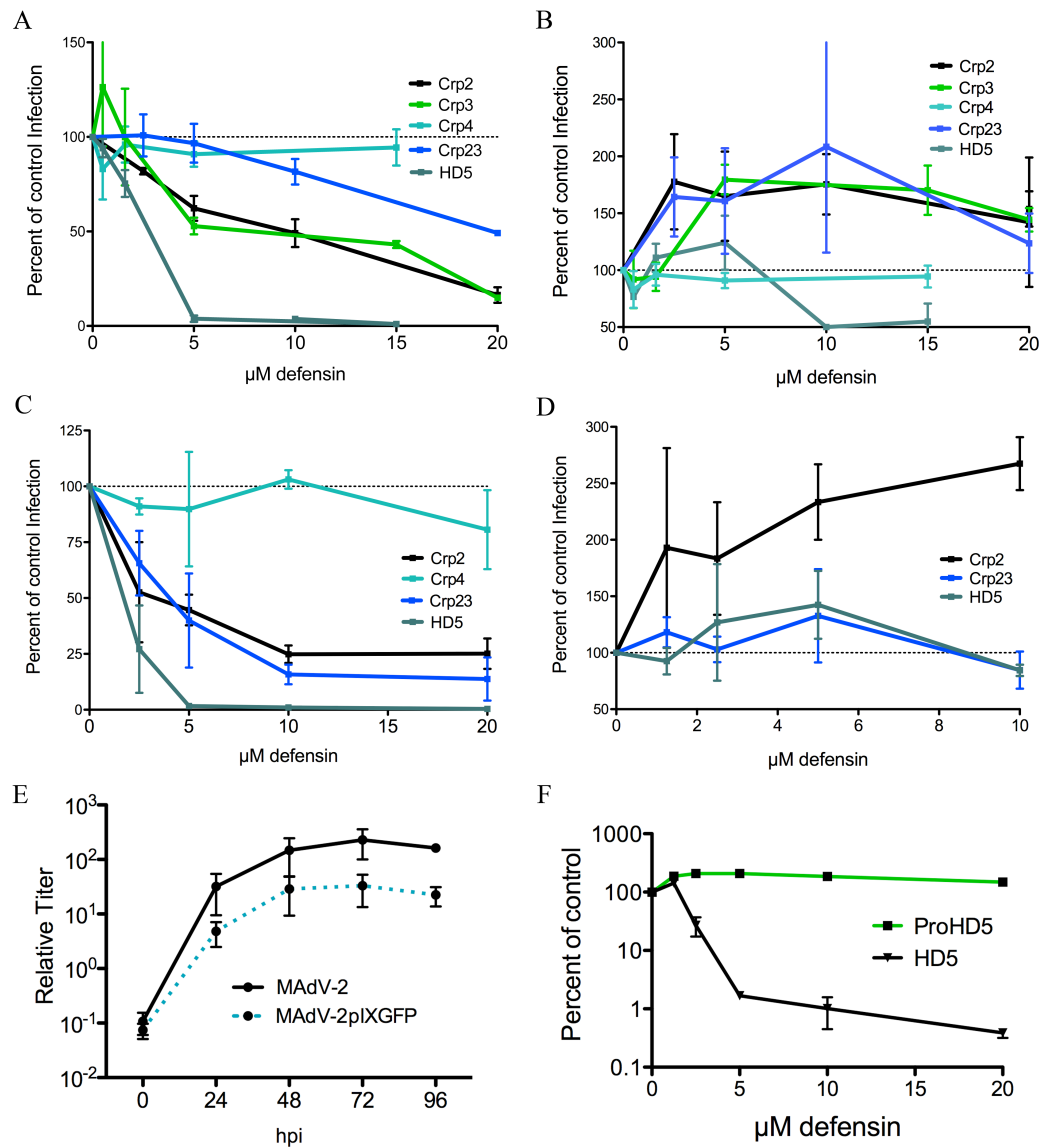 A
Percent of control Infection
150
100
50
0
0
5
10
15
20
µM defensin
Crp2
Crp3
Crp4
Crp23
HD5
B
Percent of control Infection
300
250
200
150
100
50
0
5
10
15
20
µM defensin
Crp2
Crp3
Crp4
Crp23
HD5
C
Percent of control Infection
125
100
75
50
25
0
0
5
10
15
20
µM defensin
Crp2
Crp4
Crp23
HD5
D
Percent of control Infection
300
250
200
150
100
50
0
2
4
6
8
10
µM defensin
Crp2
Crp23
HD5
E
Relative Titer
10³
10²
10¹
10⁰
10⁻¹
10⁻²
0
24
48
72
96
hpi
MAdV-2
MAdV-2pIXGFP
F
Percent of control
1000
100
10
1
0.1
0
5
10
15
20
µM defensin
ProHD5
HD5